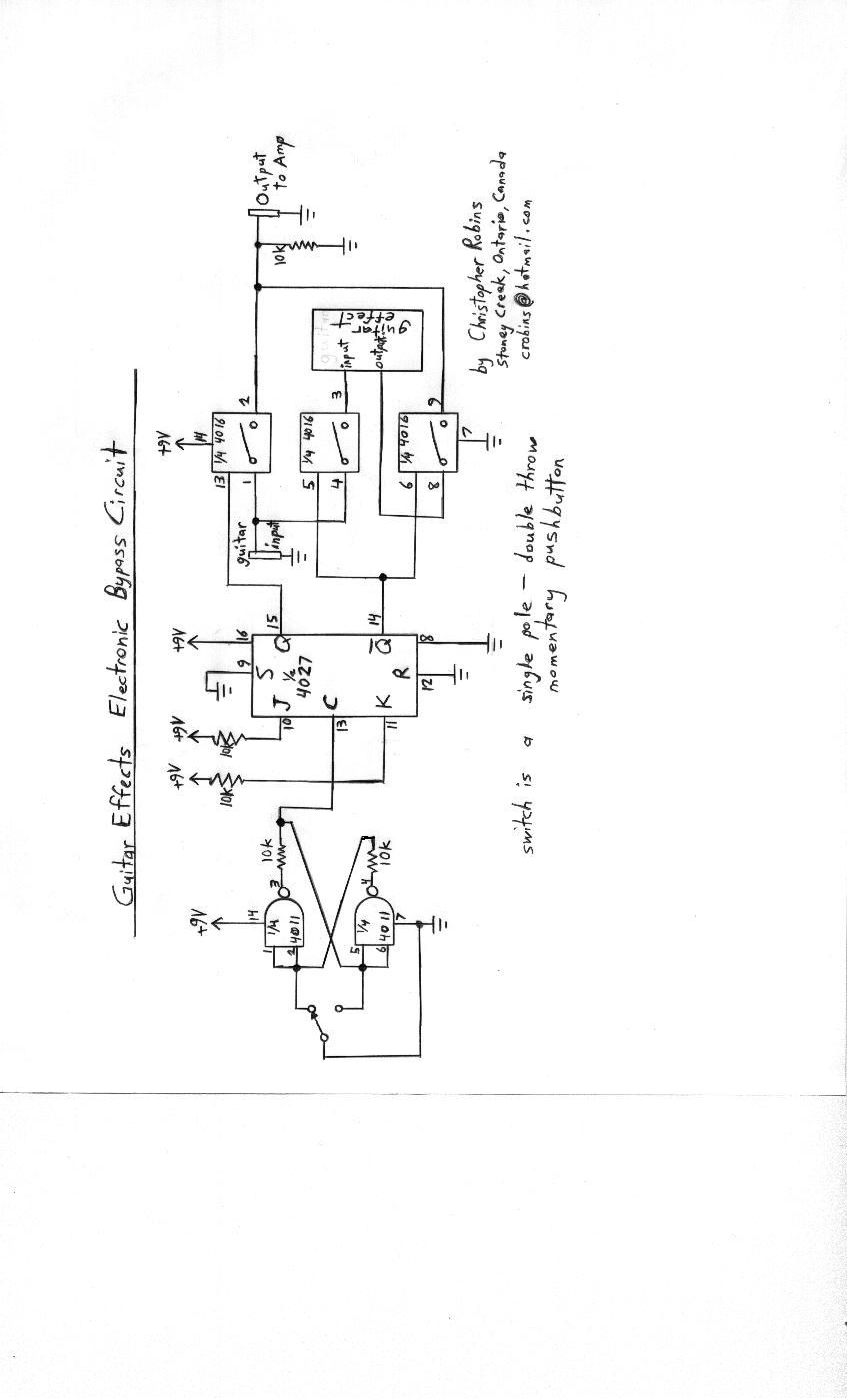 Guitar Effects Electronic Bypass Circuit
+9V
14
1/4
4011
1
2
3
10k
1/4
4011
5
6
4
7
10k
+9V
10k
+9V
10k
+9V
16
9
S
J
10
1/2
4027
C
13
K
11
R
12
8
Q
15
Q̅
14
guitar
input
+9V
14
13
1
1/4 4016
2
5
4
1/4 4016
3
6
8
1/4 4016
9
7
input
output
guitar
effect
10k
Output
to Amp
by Christopher Robins
Stoney Creek, Ontario, Canada
crobins@hotmail.com
switch is a single pole - double throw
momentary pushbutton